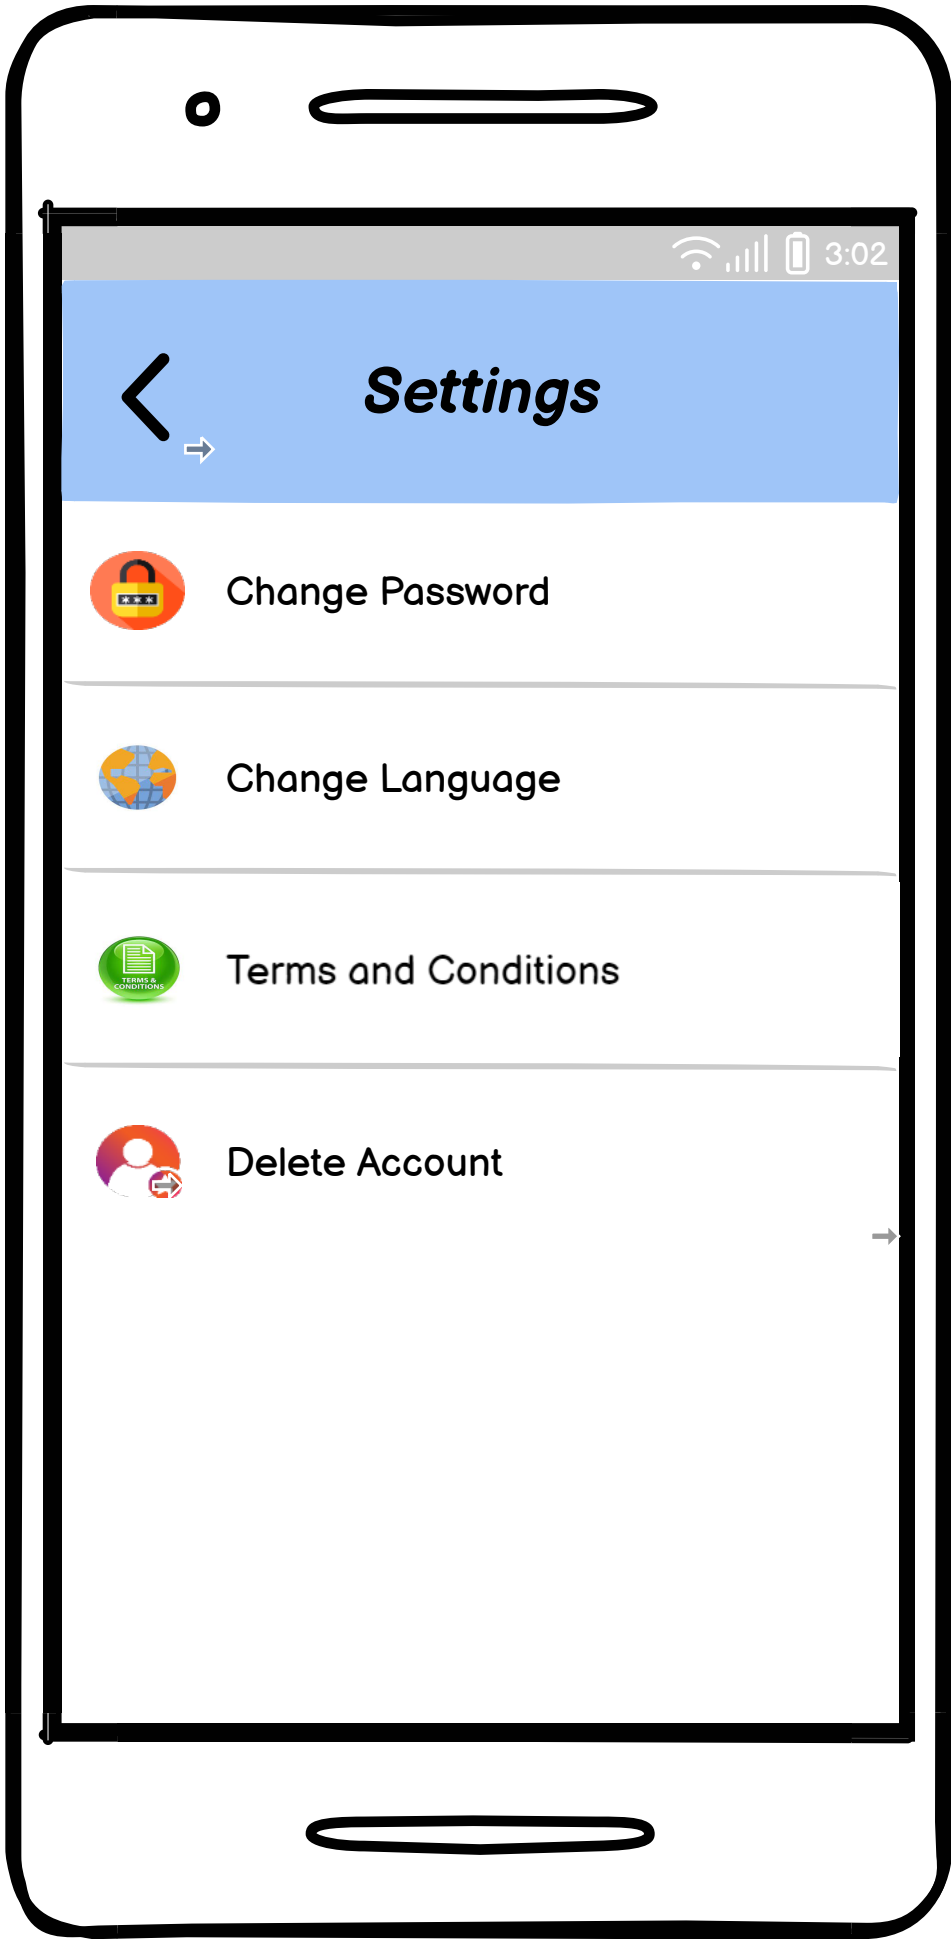 3:02
Settings
Change Password
Change Language
TERMS &
CONDITIONS
Terms and Conditions
Delete Account